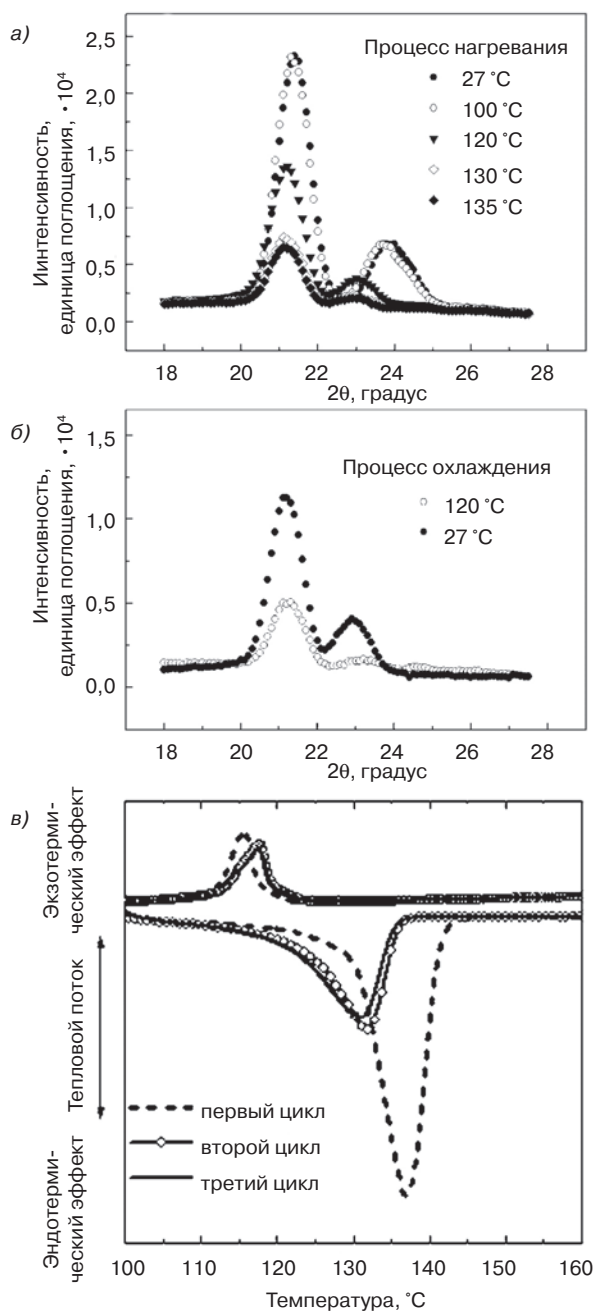 а)
Иинтенсивность,
единица поглощения, · 10⁴
2,5
2,0
1,5
1,0
0,5
0,0
Процесс нагревания
27 °C
100 °C
120 °C
130 °C
135 °C
18 20 22 24 26 28
2θ, градус
б)
Интенсивность,
единица поглощения, · 10⁴
1,5
1,0
0,5
0,0
Процесс охлаждения
120 °C
27 °C
18 20 22 24 26 28
2θ, градус
в)
Экзотерми-
ческий эффект
Тепловой поток
Эндотерми-
ческий эффект
первый цикл
второй цикл
третий цикл
100 110 120 130 140 150 160
Температура, °C